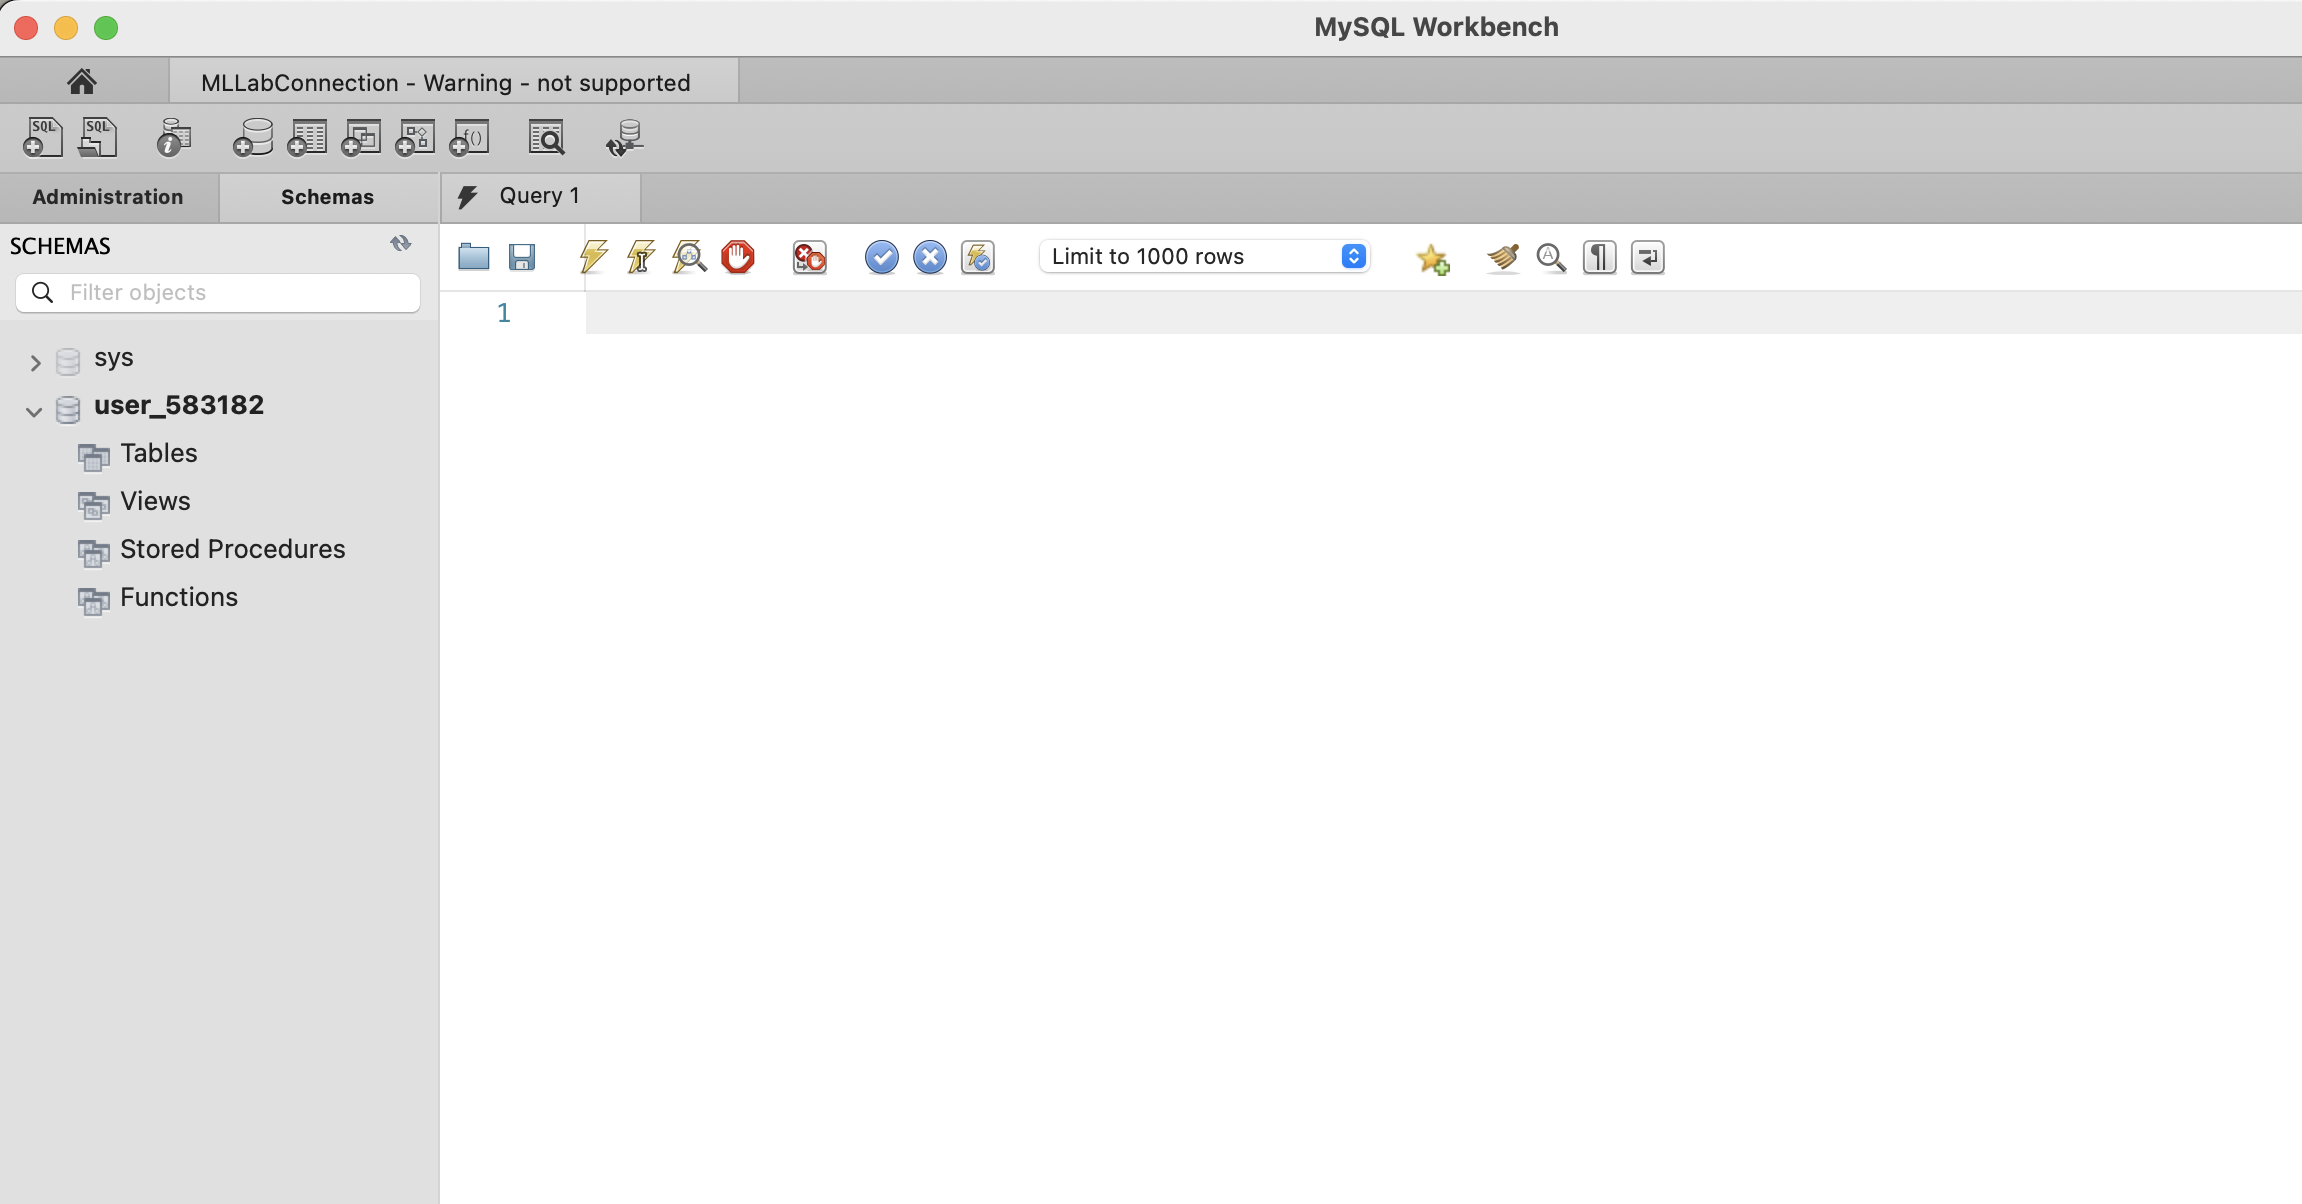 MySQL Workbench
MLLabConnection - Warning - not supported
SQL SQL
i
f()
Administration Schemas Query 1
SCHEMAS
Limit to 1000 rows
A
Filter objects
1
sys
user_583182
Tables
Views
Stored Procedures
Functions